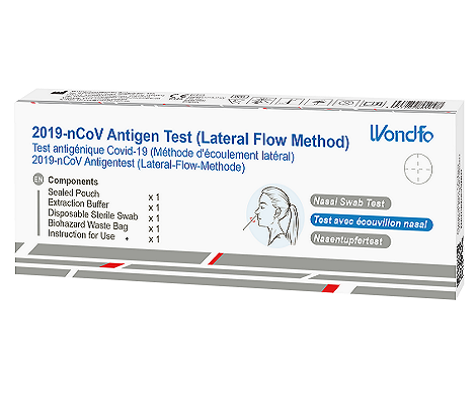 Wondfo
2019-nCoV Antigen Test (Lateral Flow Method)
Test antigénique Covid-19 (Méthode d'écoulement latéral)
2019-nCoV Antigentest (Lateral-Flow-Methode)
EN Components
Sealed Pouch x 1
Extraction Buffer x 1
Disposable Sterile Swab x 1
Biohazard Waste Bag x 1
Instruction for Use x 1
Nasal Swab Test
Test avec écouvillon nasal
Nasentupfertest